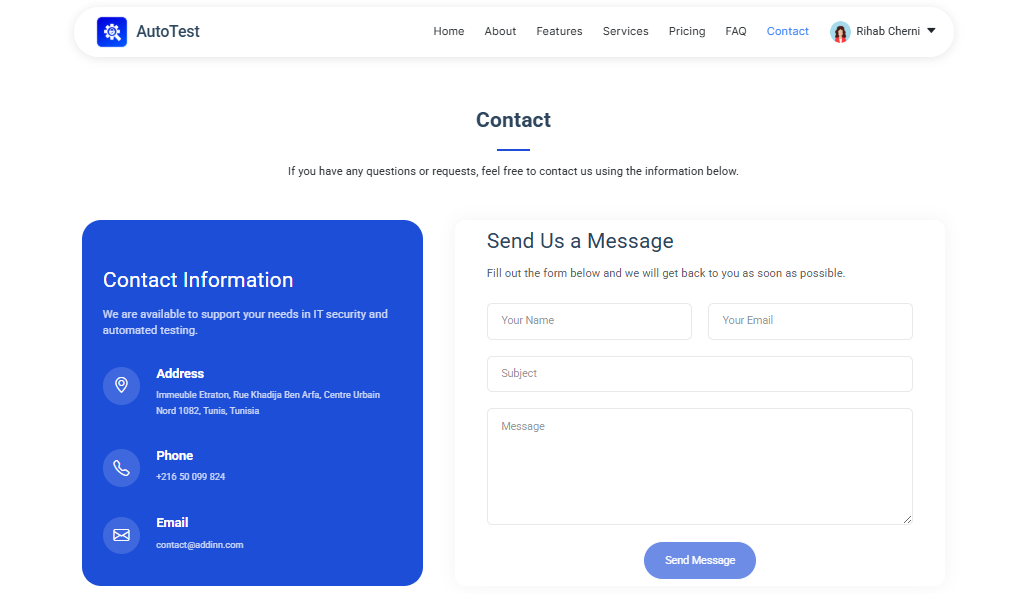 AutoTest
Home About Features Services Pricing FAQ Contact Rihab Cherni
Contact
If you have any questions or requests, feel free to contact us using the information below.
Contact Information
We are available to support your needs in IT security and
automated testing.
Address
Immeuble Etraton, Rue Khadija Ben Arfa, Centre Urbain
Nord 1082, Tunis, Tunisia
Phone
+216 50 099 824
Email
contact@addinn.com
Send Us a Message
Fill out the form below and we will get back to you as soon as possible.
Your Name Your Email
Subject
Message
Send Message